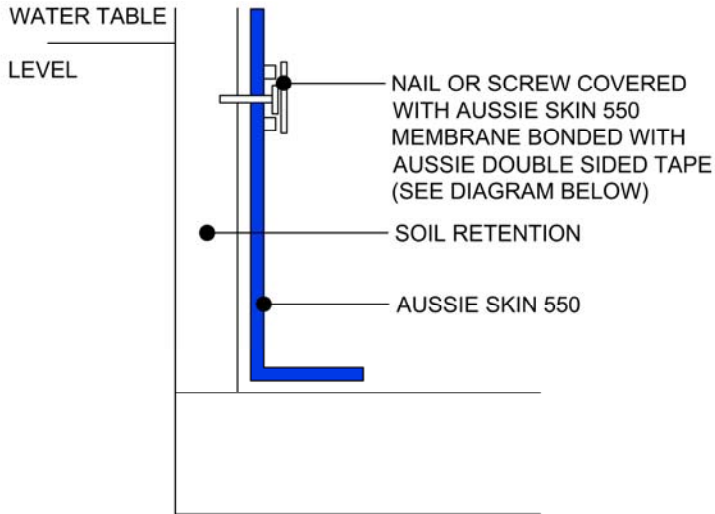 WATER TABLE
LEVEL
NAIL OR SCREW COVERED
WITH AUSSIE SKIN 550
MEMBRANE BONDED WITH
AUSSIE DOUBLE SIDED TAPE
(SEE DIAGRAM BELOW)
SOIL RETENTION
AUSSIE SKIN 550